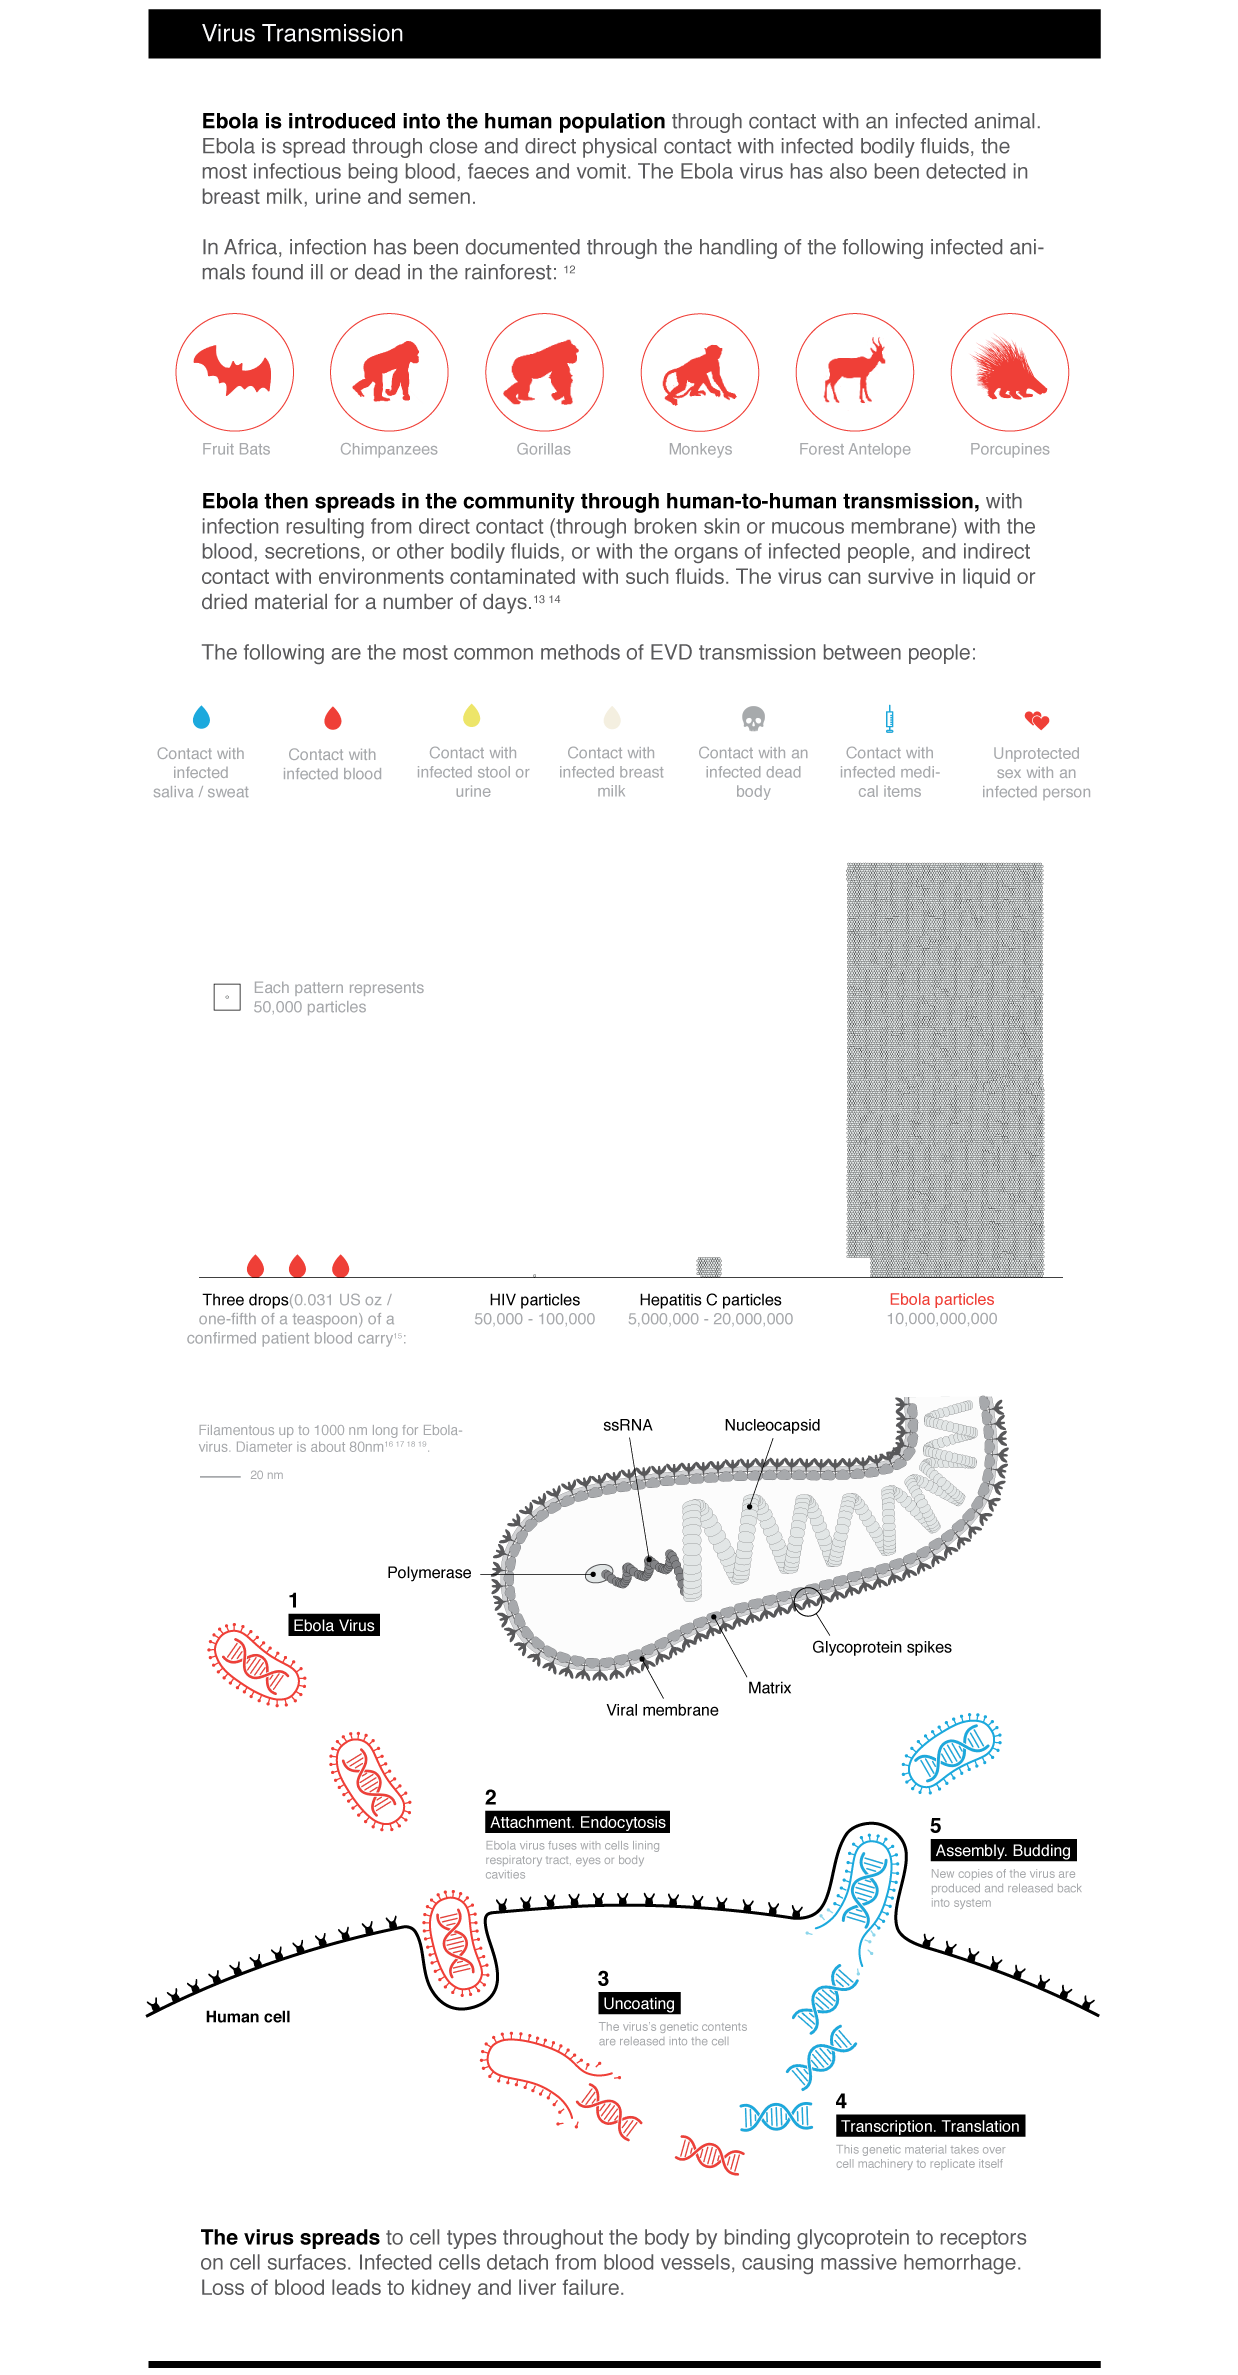 Virus Transmission
Ebola is introduced into the human population through contact with an infected animal.
Ebola is spread through close and direct physical contact with infected bodily fluids, the
most infectious being blood, faeces and vomit. The Ebola virus has also been detected in
breast milk, urine and semen.
In Africa, infection has been documented through the handling of the following infected ani-
mals found ill or dead in the rainforest: 12
Fruit Bats
Chimpanzees
Gorillas
Monkeys
Forest Antelope
Porcupines
Ebola then spreads in the community through human-to-human transmission, with
infection resulting from direct contact (through broken skin or mucous membrane) with the
blood, secretions, or other bodily fluids, or with the organs of infected people, and indirect
contact with environments contaminated with such fluids. The virus can survive in liquid or
dried material for a number of days.13 14
The following are the most common methods of EVD transmission between people:
Contact with
infected
saliva / sweat
Contact with
infected blood
Contact with
infected stool or
urine
Contact with
infected breast
milk
Contact with an
infected dead
body
Contact with
infected medi-
cal items
Unprotected
sex with an
infected person
Each pattern represents
50,000 particles
Three drops(0.031 US oz /
one-fifth of a teaspoon) of a
confirmed patient blood carry15:
HIV particles
50,000 - 100,000
Hepatitis C particles
5,000,000 - 20,000,000
Ebola particles
10,000,000,000
Filamentous up to 1000 nm long for Ebola-
virus. Diameter is about 80nm16 17 18 19.
20 nm
ssRNA
Nucleocapsid
Polymerase
Glycoprotein spikes
Matrix
Viral membrane
1
Ebola Virus
2
Attachment. Endocytosis
Ebola virus fuses with cells lining
respiratory tract, eyes or body
cavities
5
Assembly. Budding
New copies of the virus are
produced and released back
into system
Human cell
3
Uncoating
The virus's genetic contents
are released into the cell
4
Transcription. Translation
This genetic material takes over
cell machinery to replicate itself
The virus spreads to cell types throughout the body by binding glycoprotein to receptors
on cell surfaces. Infected cells detach from blood vessels, causing massive hemorrhage.
Loss of blood leads to kidney and liver failure.